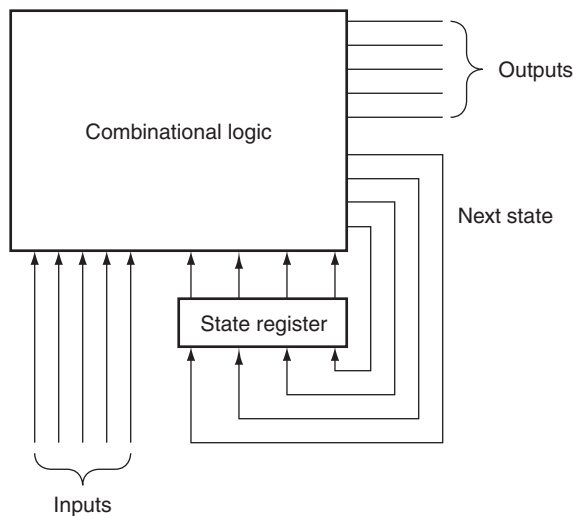 Outputs
Combinational logic
Next state
State register
Inputs